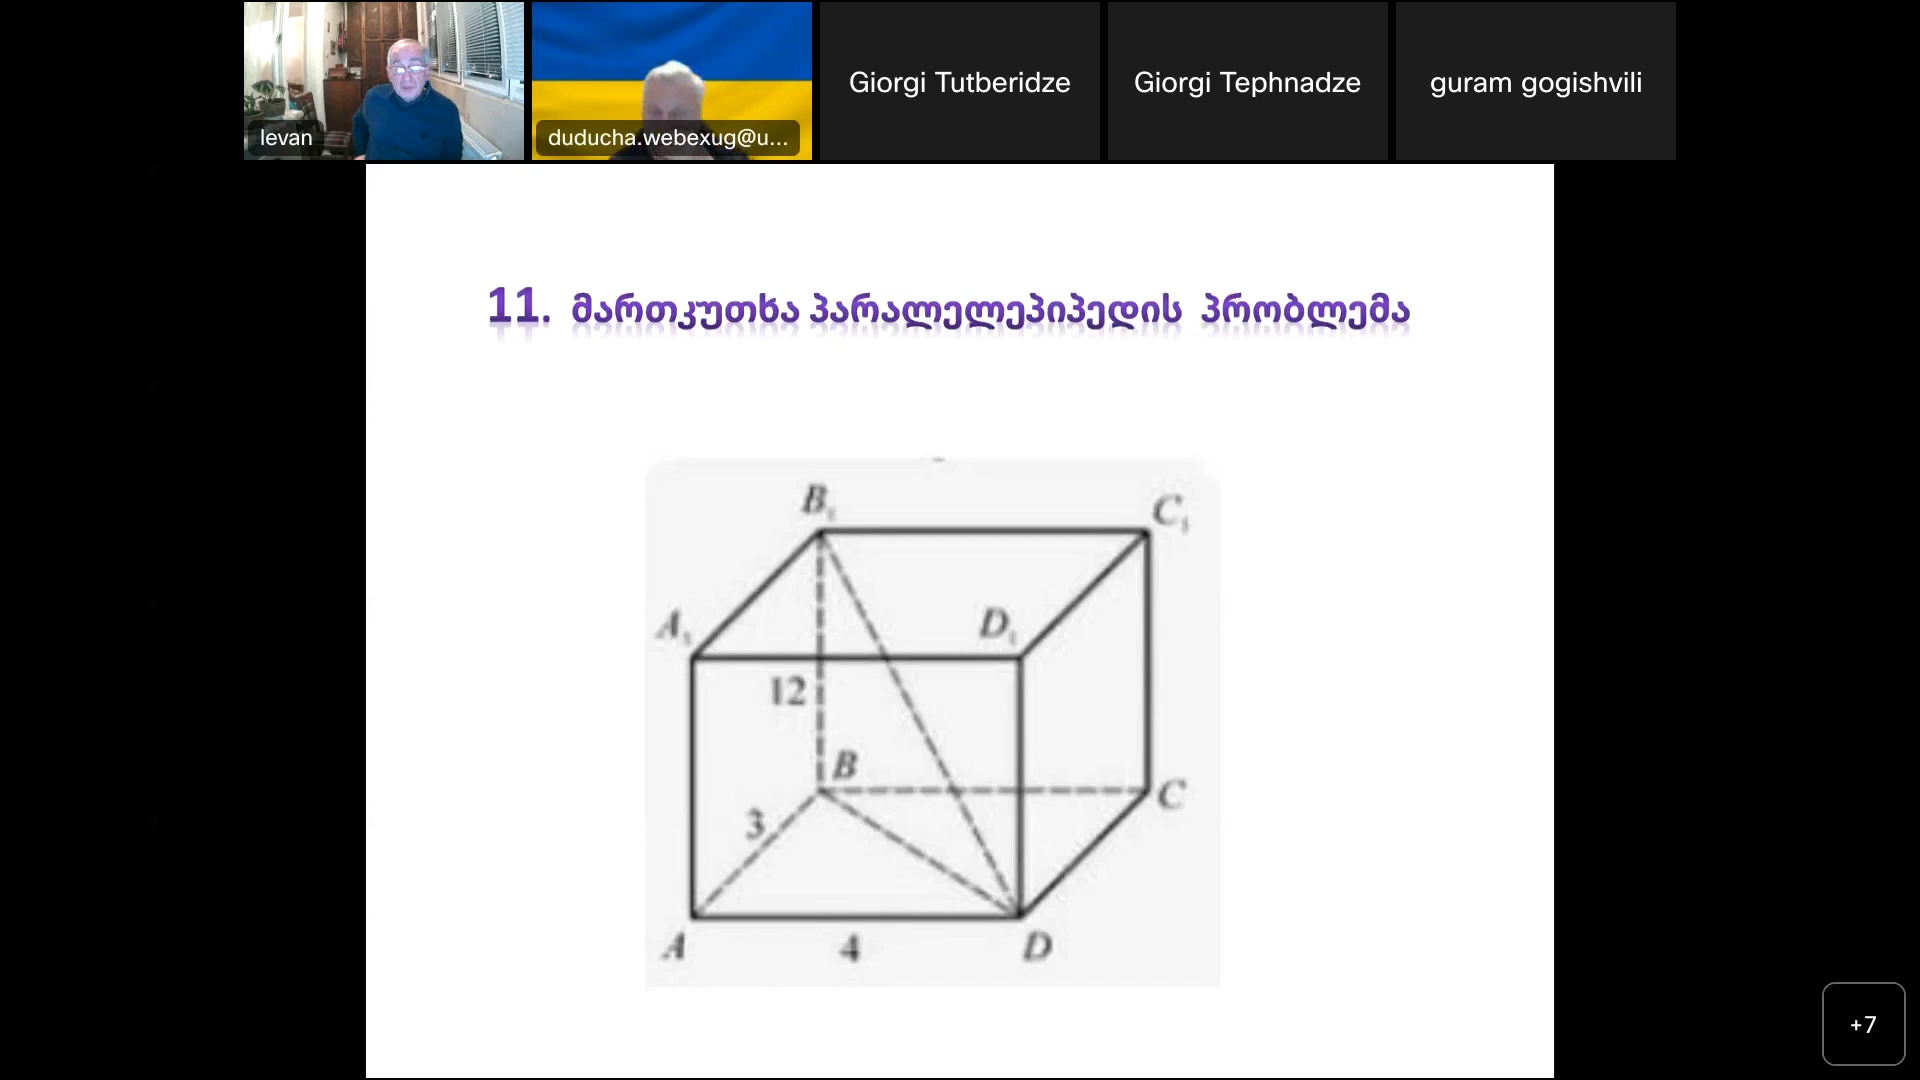 levan
duducha.webexug@u...
Giorgi Tutberidze
Giorgi Tephnadze
guram gogishvili
11. მართკუთხა პარალელეპიპედის პრობლემა
B₁
C₁
A₁
D₁
12
B
C
3
A
4
D
+7